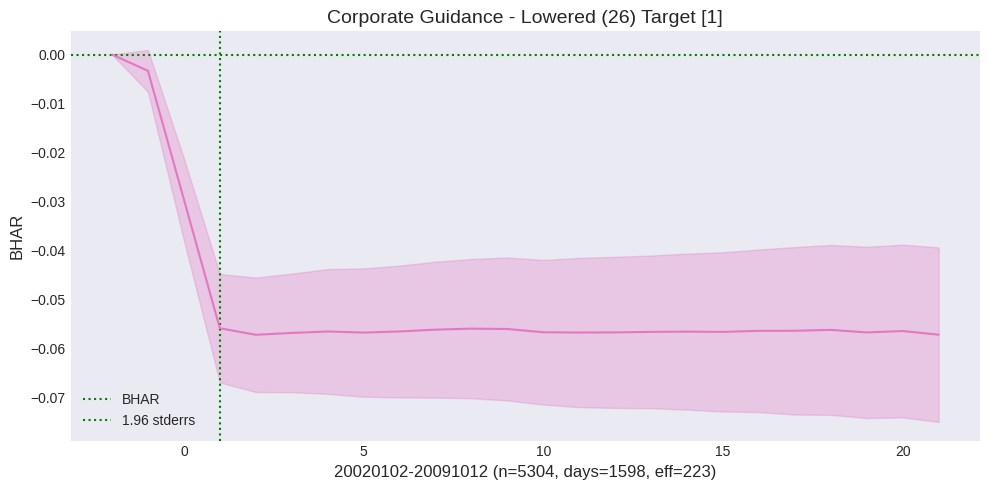 Corporate Guidance - Lowered (26) Target [1]
BHAR
0.00
−0.01
−0.02
−0.03
−0.04
−0.05
−0.06
−0.07
BHAR
1.96 stderrs
0 5 10 15 20
20020102-20091012 (n=5304, days=1598, eff=223)